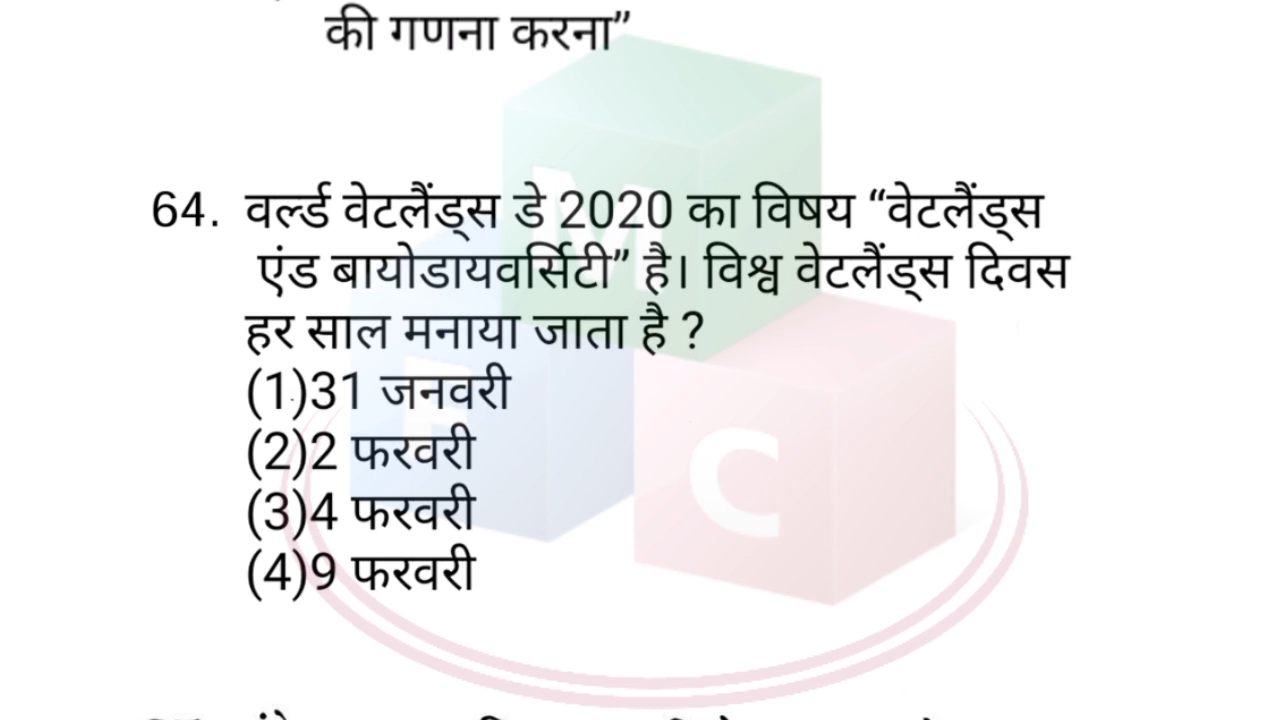 की गणना करना”
64. वर्ल्ड वेटलैंड्स डे 2020 का विषय “वेटलैंड्स
एंड बायोडायवर्सिटी” है। विश्व वेटलैंड्स दिवस
हर साल मनाया जाता है ?
(1)31 जनवरी
(2)2 फरवरी
(3)4 फरवरी
(4)9 फरवरी
M
F
C